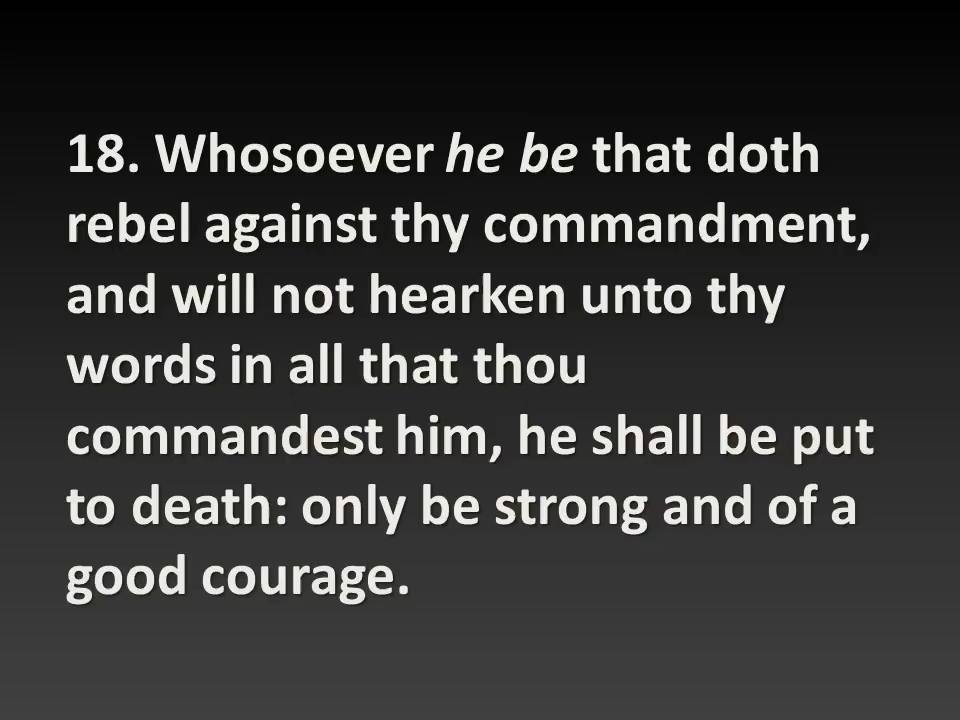 18. Whosoever he be that doth
rebel against thy commandment,
and will not hearken unto thy
words in all that thou
commandest him, he shall be put
to death: only be strong and of a
good courage.